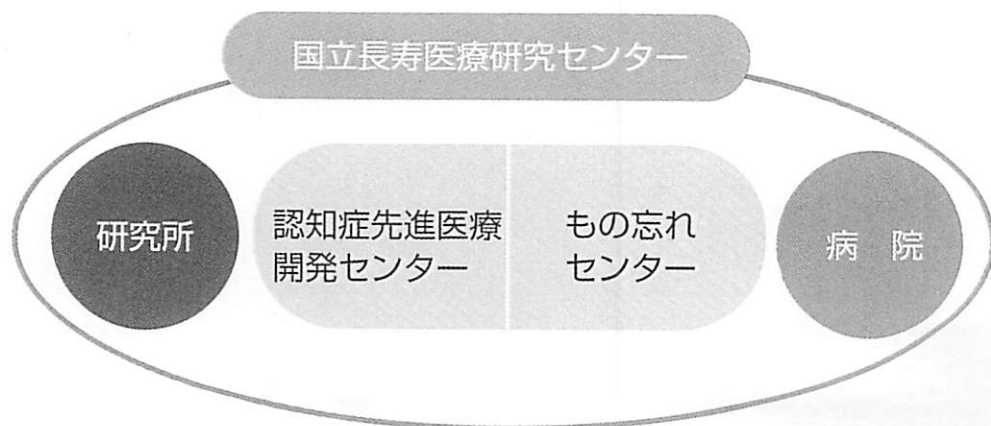 国立長寿医療研究センター
研究所
認知症先進医療
開発センター
もの忘れ
センター
病　院